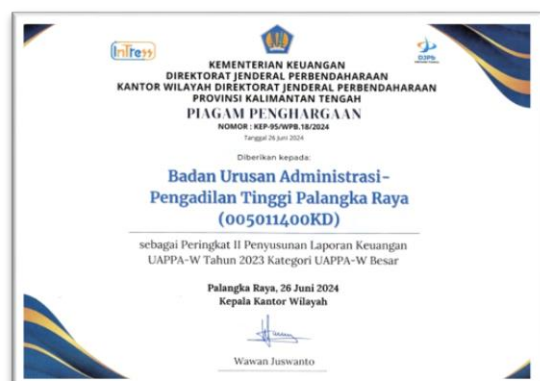 InTress
DJPb
KEMENTERIAN KEUANGAN
DIREKTORAT JENDERAL PERBENDAHARAAN
KANTOR WILAYAH DIREKTORAT JENDERAL PERBENDAHARAAN
PROVINSI KALIMANTAN TENGAH
PIAGAM PENGHARGAAN
NOMOR : KEP-95/WPB.18/2024
Tanggal 26 Juni 2024
Diberikan kepada:
Badan Urusan Administrasi-
Pengadilan Tinggi Palangka Raya
(005011400KD)
sebagai Peringkat II Penyusunan Laporan Keuangan
UAPPA-W Tahun 2023 Kategori UAPPA-W Besar
Palangka Raya, 26 Juni 2024
Kepala Kantor Wilayah
Wawan Juswanto